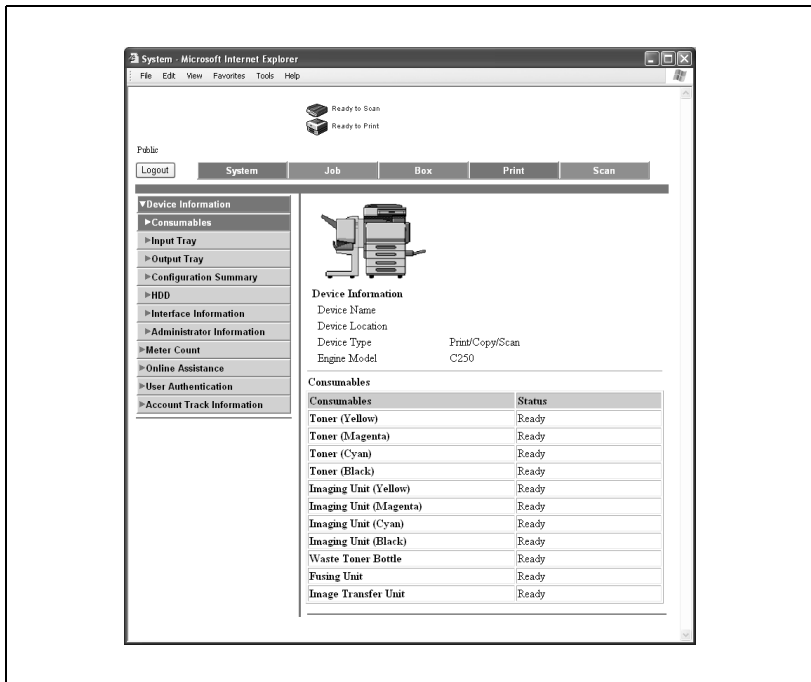 System - Microsoft Internet Explorer
File Edit View Favorites Tools Help
Ready to Scan
Ready to Print
Public
Logout System Job Box Print Scan
▼Device Information
►Consumables
►Input Tray
►Output Tray
►Configuration Summary
►HDD
►Interface Information
►Administrator Information
►Meter Count
►Online Assistance
►User Authentication
►Account Track Information
Device Information
Device Name
Device Location
Device Type Print/Copy/Scan
Engine Model C250
Consumables
Consumables Status
Toner (Yellow) Ready
Toner (Magenta) Ready
Toner (Cyan) Ready
Toner (Black) Ready
Imaging Unit (Yellow) Ready
Imaging Unit (Magenta) Ready
Imaging Unit (Cyan) Ready
Imaging Unit (Black) Ready
Waste Toner Bottle Ready
Fusing Unit Ready
Image Transfer Unit Ready